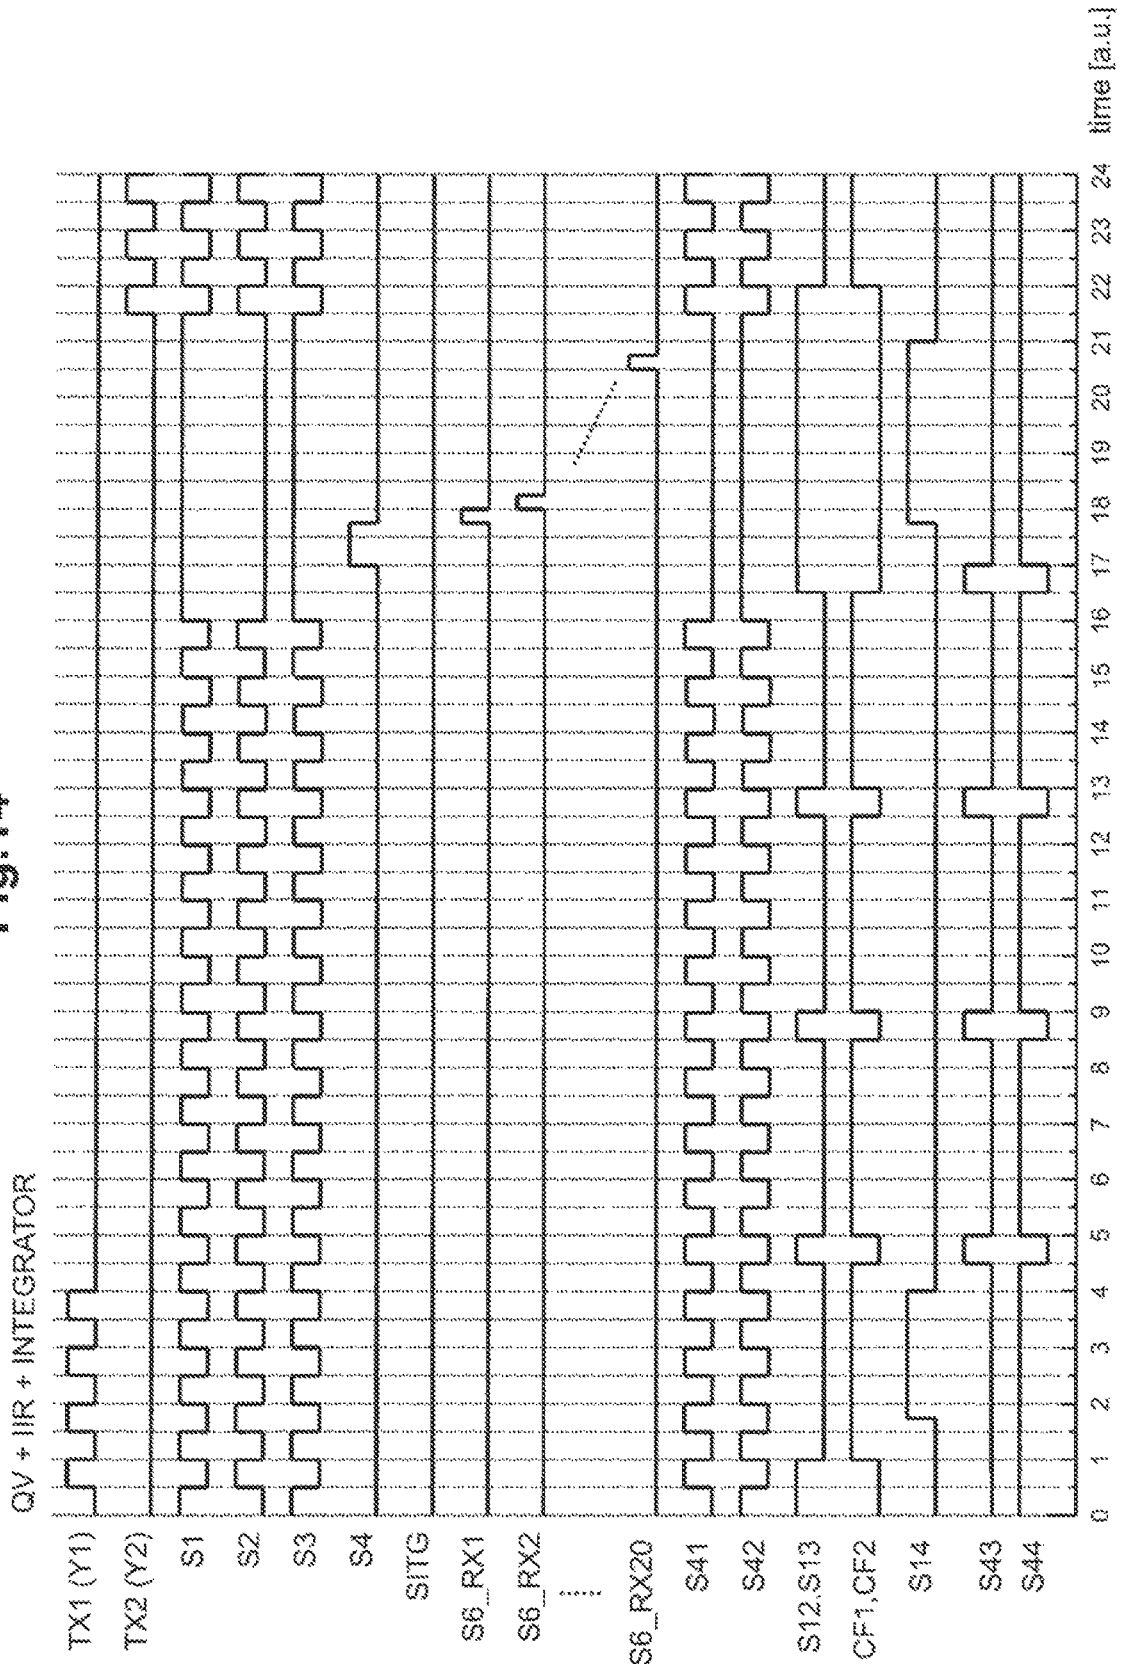 QV + IIR + INTEGRATOR
TX1 (Y1)
TX2 (Y2)
S1
S2
S3
S4
SITG
S6_RX1
S6_RX2
S6_RX20
S41
S42
S12.S13
CF1,CF2
S14
S43
S44
0 1 2 3 4 5 6 7 8 9 10 11 12 13 14 15 16 17 18 19 20 21 22 23 24 time [a.u.]